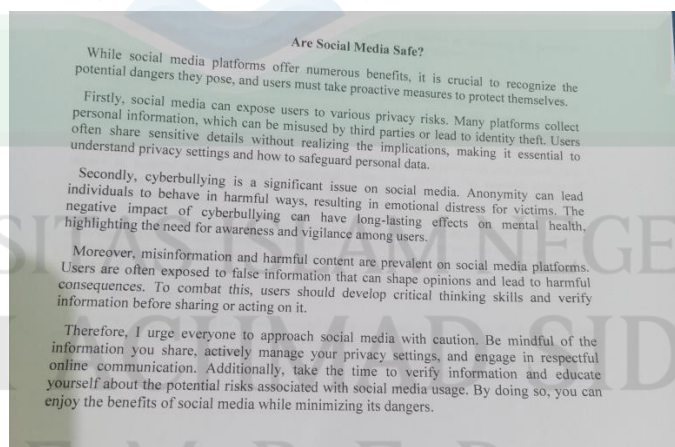 Are Social Media Safe?
While social media platforms offer numerous benefits, it is crucial to recognize the
potential dangers they pose, and users must take proactive measures to protect themselves.
Firstly, social media can expose users to various privacy risks. Many platforms collect
personal information, which can be misused by third parties or lead to identity theft. Users
often share sensitive details without realizing the implications, making it essential to
understand privacy settings and how to safeguard personal data.
Secondly, cyberbullying is a significant issue on social media. Anonymity can lead
individuals to behave in harmful ways, resulting in emotional distress for victims. The
negative impact of cyberbullying can have long-lasting effects on mental health,
highlighting the need for awareness and vigilance among users.
Moreover, misinformation and harmful content are prevalent on social media platforms.
Users are often exposed to false information that can shape opinions and lead to harmful
consequences. To combat this, users should develop critical thinking skills and verify
information before sharing or acting on it.
Therefore, I urge everyone to approach social media with caution. Be mindful of the
information you share, actively manage your privacy settings, and engage in respectful
online communication. Additionally, take the time to verify information and educate
yourself about the potential risks associated with social media usage. By doing so, you can
enjoy the benefits of social media while minimizing its dangers.
SITAS ISLAM NEGE
I ACHMAD SID
E M B E R